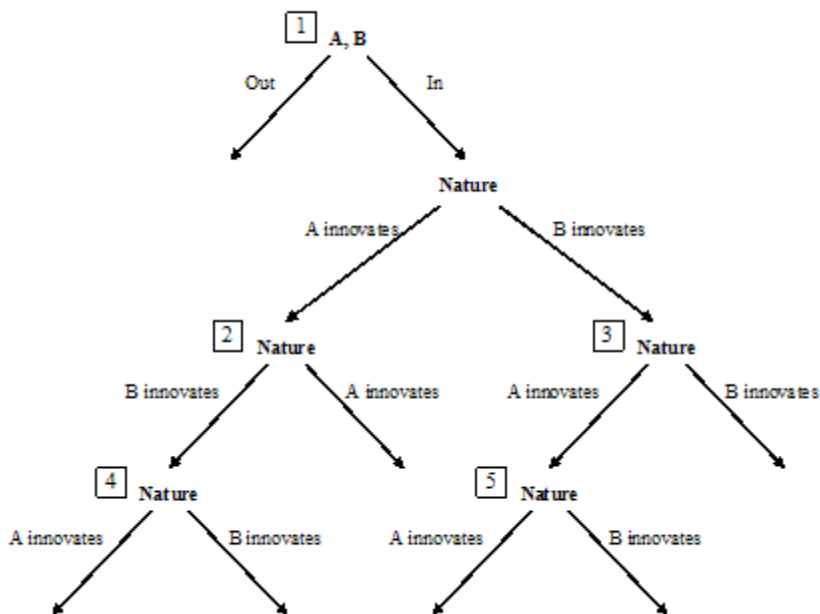 1 A, B
Out In
Nature
A innovates B innovates
2 Nature 3 Nature
B innovates A innovates A innovates B innovates
4 Nature 5 Nature
A innovates B innovates A innovates B innovates